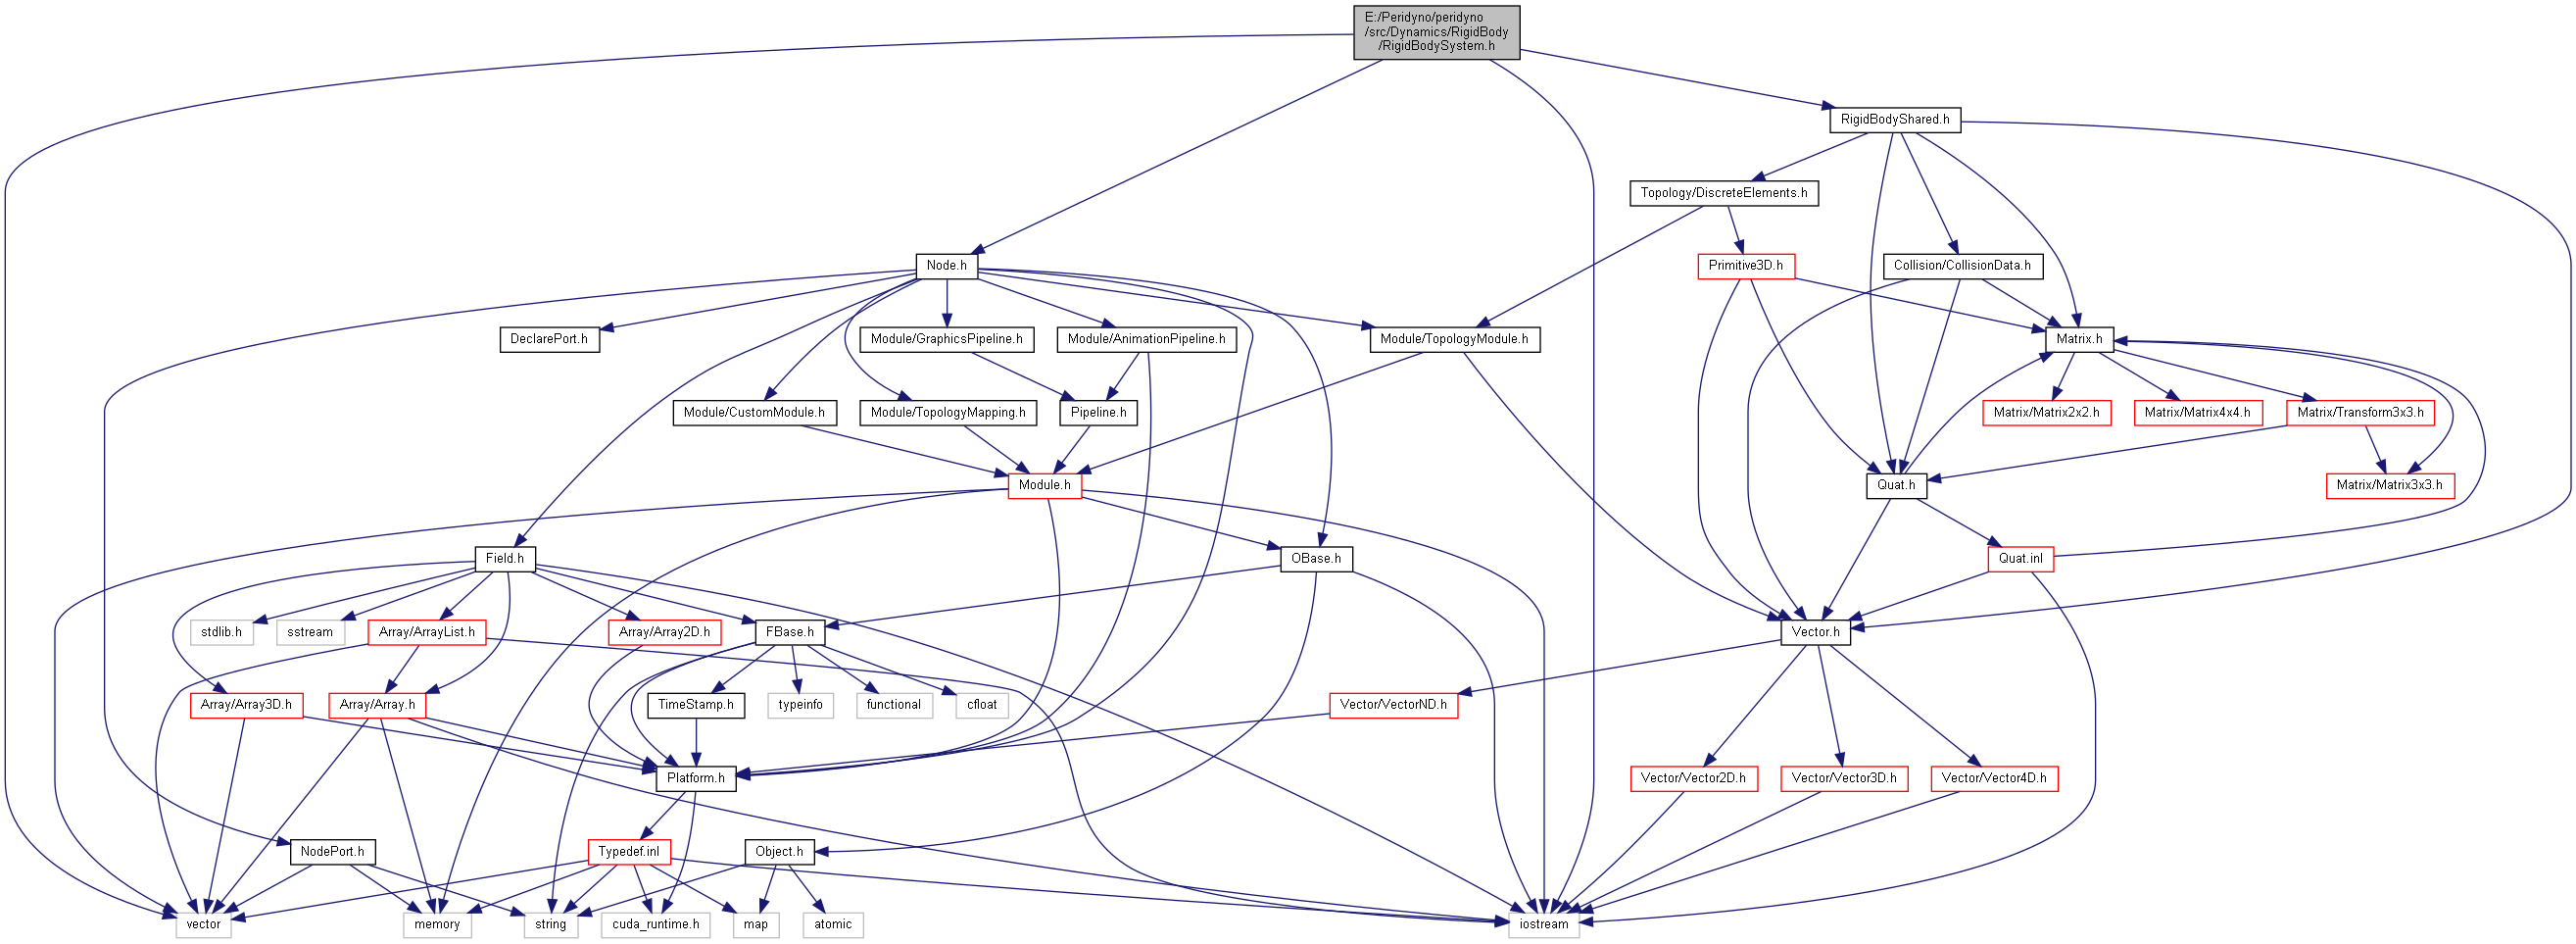 E:/Peridyno/peridyno
/src/Dynamics/RigidBody
/RigidBodySystem.h
RigidBodyShared.h
Topology/DiscreteElements.h
Node.h
Primitive3D.h
Collision/CollisionData.h
DeclarePort.h
Module/GraphicsPipeline.h
Module/AnimationPipeline.h
Module/TopologyModule.h
Matrix.h
Module/CustomModule.h
Module/TopologyMapping.h
Pipeline.h
Matrix/Matrix2x2.h
Matrix/Matrix4x4.h
Matrix/Transform3x3.h
Module.h
Quat.h
Matrix/Matrix3x3.h
Field.h
OBase.h
Quat.inl
stdlib.h
sstream
Array/ArrayList.h
Array/Array2D.h
FBase.h
Vector.h
Array/Array3D.h
Array/Array.h
TimeStamp.h
typeinfo
functional
cfloat
Vector/VectorND.h
Platform.h
Vector/Vector2D.h
Vector/Vector3D.h
Vector/Vector4D.h
NodePort.h
Typedef.inl
Object.h
vector
memory
string
cuda_runtime.h
map
atomic
iostream